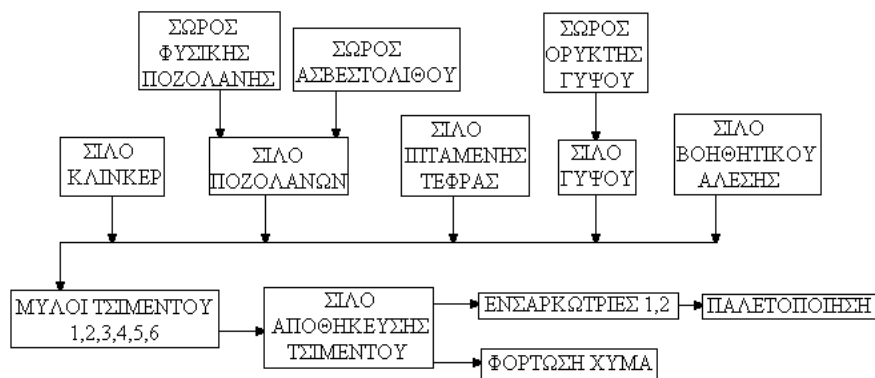 ΣΩΡΟΣ
ΦΥΣΙΚΗΣ
ΠΟΖΟΛΑΝΗΣ
ΣΩΡΟΣ
ΑΣΒΕΣΤΟΛΙΘΟΥ
ΣΩΡΟΣ
ΟΡΥΚΤΗΣ
ΓΥΨΟΥ
ΣΙΛΟ
ΚΛΙΝΚΕΡ
ΣΙΛΟ
ΠΟΖΟΛΑΝΩΝ
ΣΙΛΟ
ΙΠΤΑΜΕΝΗΣ
ΤΕΦΡΑΣ
ΣΙΛΟ
ΓΥΨΟΥ
ΣΙΛΟ
ΒΟΗΘΗΤΙΚΟΥ
ΑΛΕΣΗΣ
ΜΥΛΟΙ ΤΣΙΜΕΝΤΟΥ
1,2,3,4,5,6
ΣΙΛΟ
ΑΠΟΘΗΚΕΥΣΗΣ
ΤΣΙΜΕΝΤΟΥ
ΕΝΣΑΡΚΩΤΡΙΕΣ 1,2
ΠΑΛΕΤΟΠΟΙΗΣΗ
ΦΟΡΤΩΣΗ ΧΥΜΑ